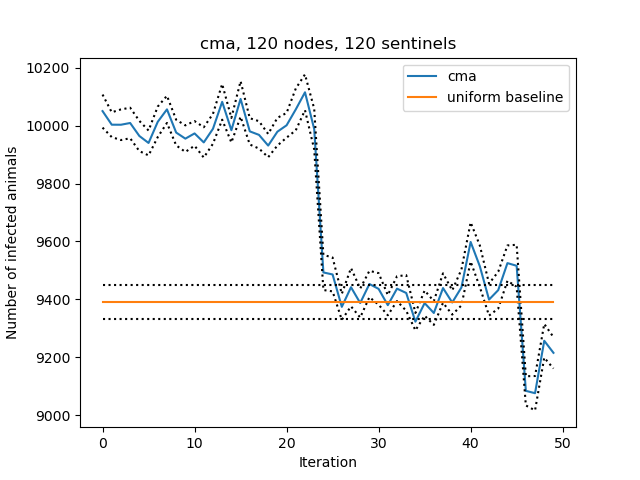 cma, 120 nodes, 120 sentinels
10200
10000
9800
9600
9400
9200
9000
Number of infected animals
cma
uniform baseline
0
10
20
30
40
50
Iteration